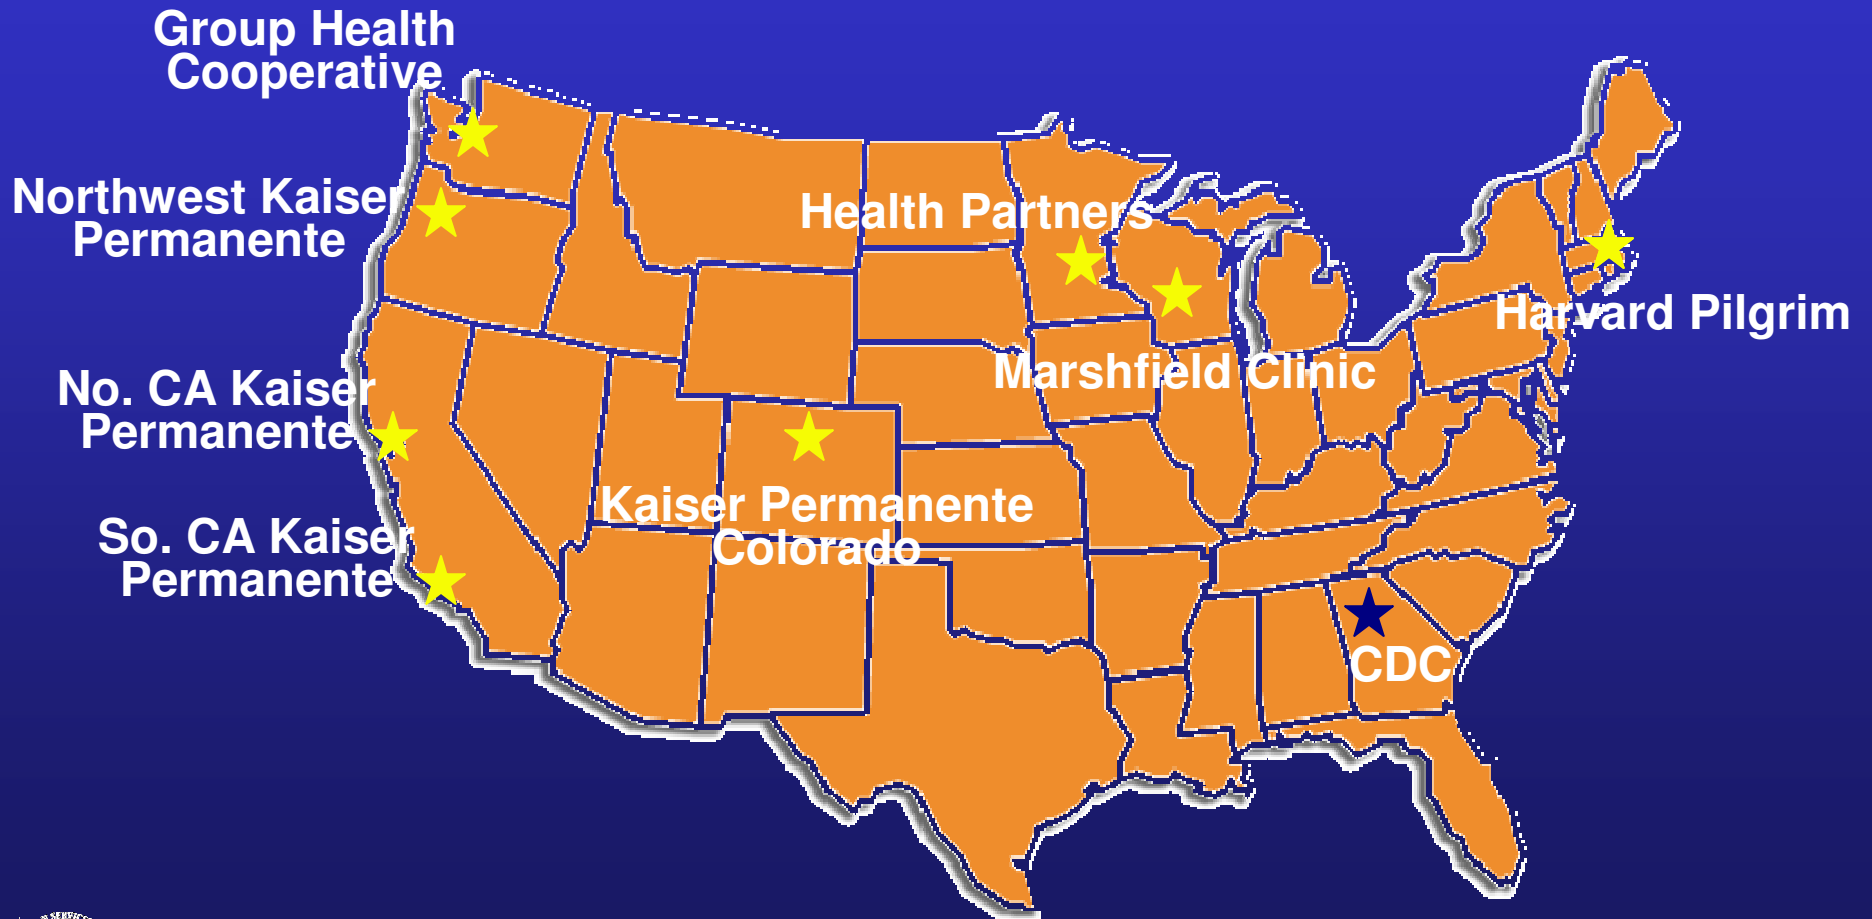 Group Health
Cooperative
Northwest Kaiser
Permanente
Health Partners
Harvard Pilgrim
Marshfield Clinic
No. CA Kaiser
Permanente
Kaiser Permanente
Colorado
So. CA Kaiser
Permanente
CDC